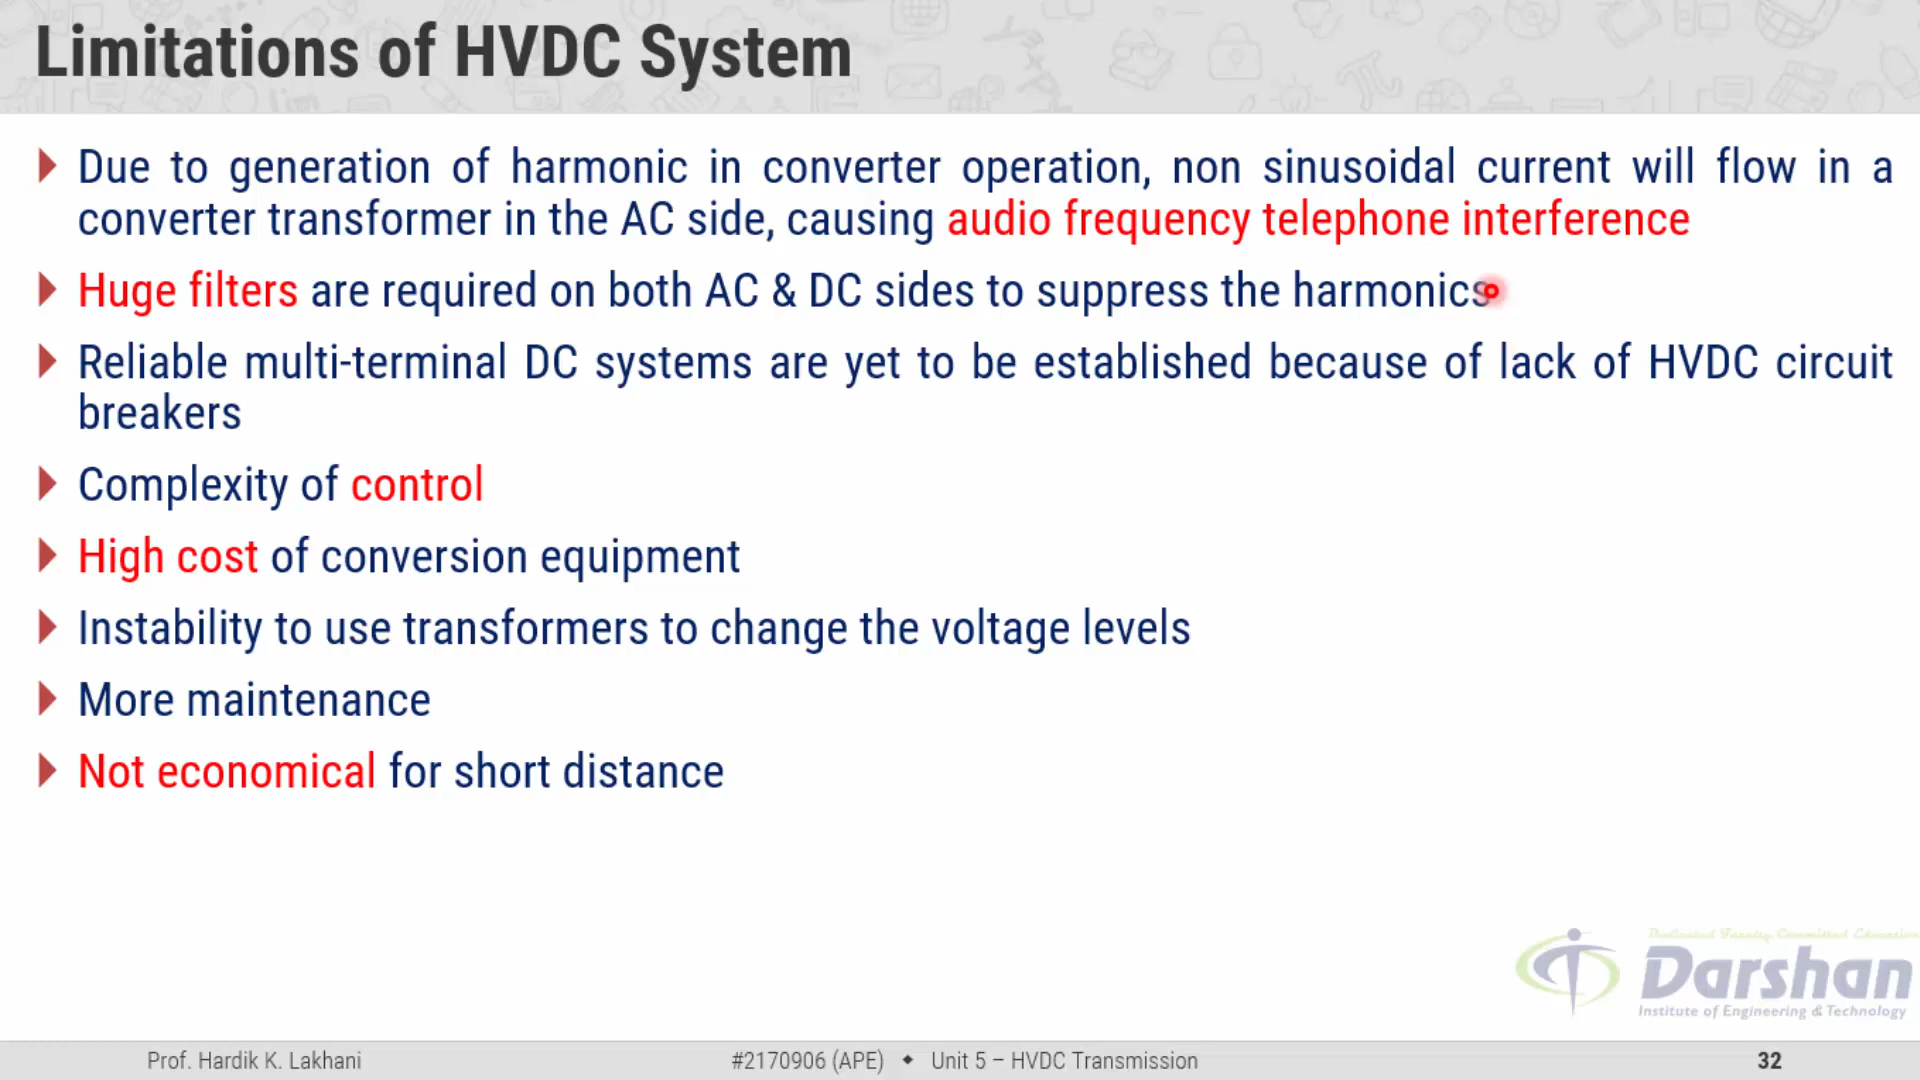 Limitations of HVDC System
Due to generation of harmonic in converter operation, non sinusoidal current will flow in a
converter transformer in the AC side, causing audio frequency telephone interference
Huge filters are required on both AC & DC sides to suppress the harmonics
Reliable multi-terminal DC systems are yet to be established because of lack of HVDC circuit
breakers
Complexity of control
High cost of conversion equipment
Instability to use transformers to change the voltage levels
More maintenance
Not economical for short distance
Dedicated Faculty, Committed Education
Darshan
Institute of Engineering & Technology
Prof. Hardik K. Lakhani
#2170906 (APE) ◆ Unit 5 – HVDC Transmission
32